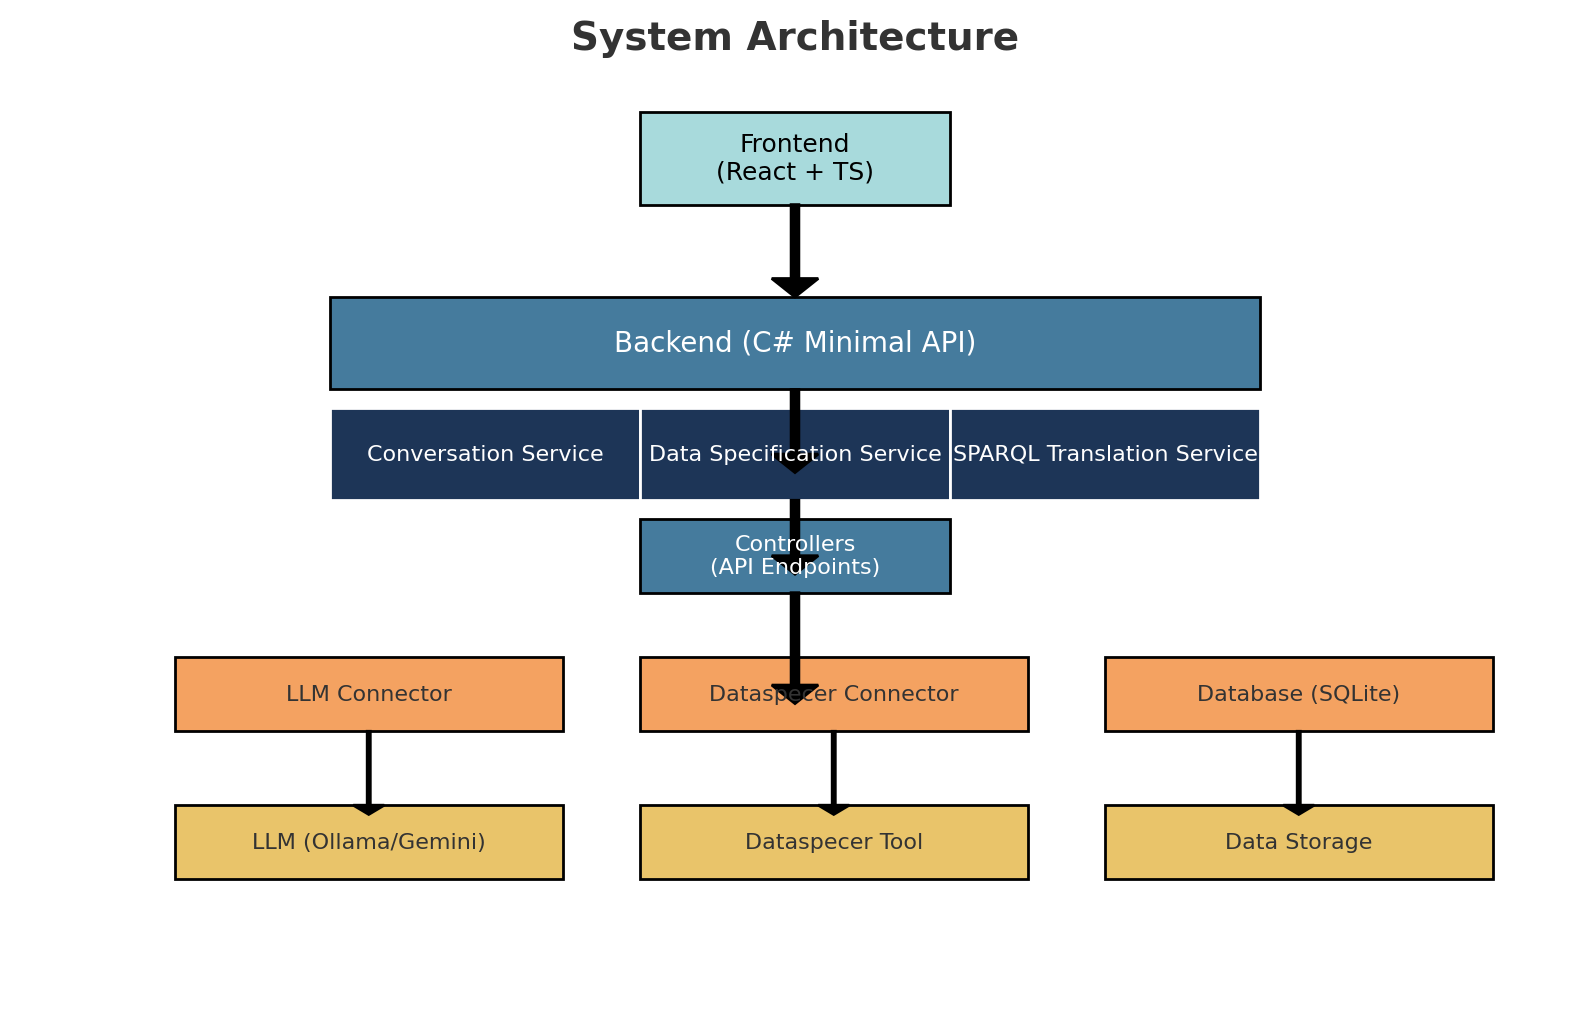 System Architecture
Frontend
(React + TS)
Backend (C# Minimal API)
Conversation Service
Data Specification Service
SPARQL Translation Service
Controllers
(API Endpoints)
LLM Connector
Dataspecer Connector
Database (SQLite)
LLM (Ollama/Gemini)
Dataspecer Tool
Data Storage